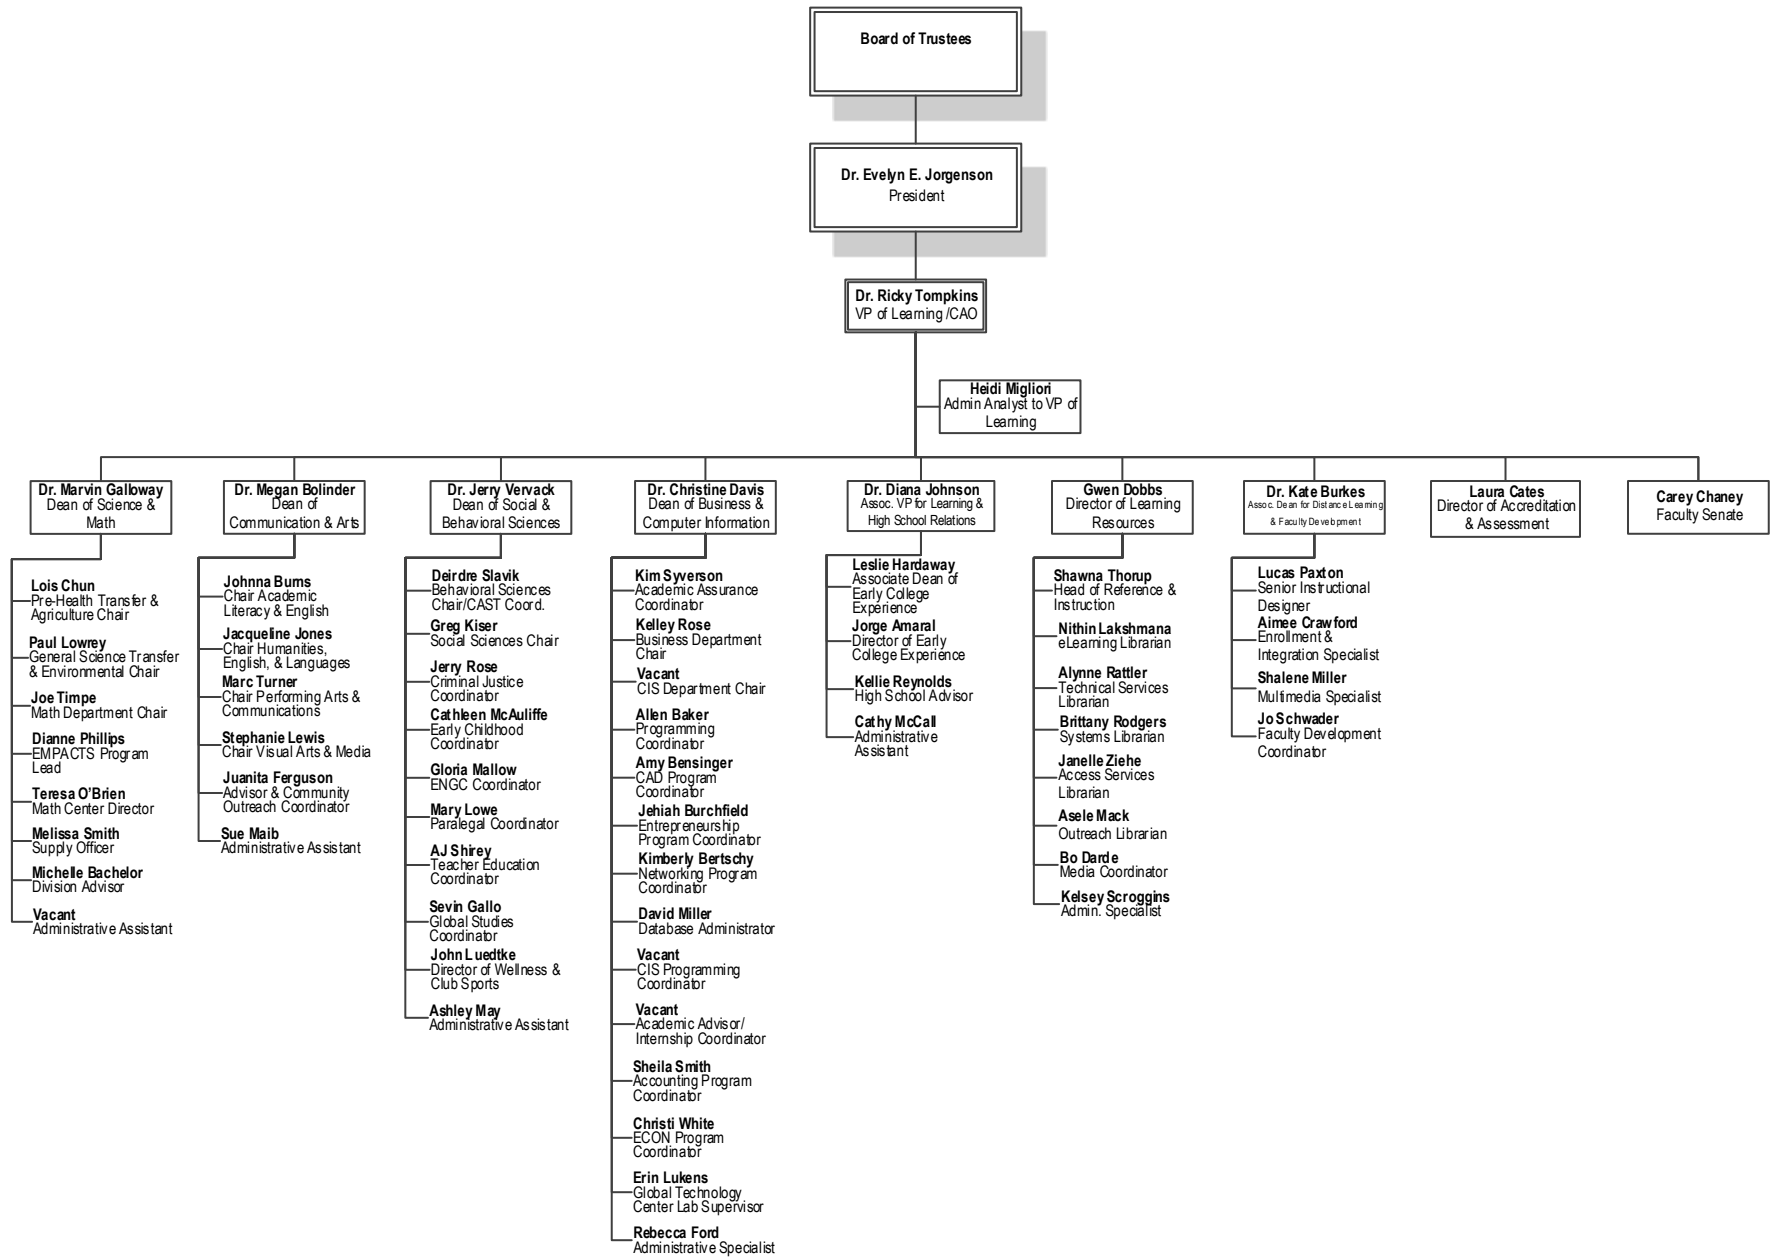 Board of Trustees
Dr. Evelyn E. Jorgenson
President
Dr. Ricky Tompkins
VP of Learning /CAO
Heidi Migliori
Admin Analyst to VP of
Learning
Dr. Marvin Galloway
Dean of Science &
Math
Dr. Megan Bolinder
Dean of
Communication & Arts
Dr. Jerry Vervack
Dean of Social &
Behavioral Sciences
Dr. Christine Davis
Dean of Business &
Computer Information
Dr. Diana Johnson
Assoc. VP for Learning &
High School Relations
Gwen Dobbs
Director of Learning
Resources
Dr. Kate Burkes
Assoc. Dean for Distance Learning
& Faculty Development
Laura Cates
Director of Accreditation
& Assessment
Carey Chaney
Faculty Senate
Lois Chun
Pre-Health Transfer &
Agriculture Chair
Paul Lowrey
General Science Transfer
& Environmental Chair
Joe Timpe
Math Department Chair
Dianne Phillips
EMPACTS Program
Lead
Teresa O'Brien
Math Center Director
Melissa Smith
Supply Officer
Michelle Bachelor
Division Advisor
Vacant
Administrative Assistant
Johnna Burns
Chair Academic
Literacy & English
Jacqueline Jones
Chair Humanities,
English, & Languages
Marc Turner
Chair Performing Arts &
Communications
Stephanie Lewis
Chair Visual Arts & Media
Juanita Ferguson
Advisor & Community
Outreach Coordinator
Sue Maib
Administrative Assistant
Deirdre Slavik
Behavioral Sciences
Chair/CAST Coord.
Greg Kiser
Social Sciences Chair
Jerry Rose
Criminal Justice
Coordinator
Cathleen McAuliffe
Early Childhood
Coordinator
Gloria Mallow
ENGC Coordinator
Mary Lowe
Paralegal Coordinator
AJ Shirey
Teacher Education
Coordinator
Sevin Gallo
Global Studies
Coordinator
John Luedtke
Director of Wellness &
Club Sports
Ashley May
Administrative Assistant
Kim Syverson
Academic Assurance
Coordinator
Kelley Rose
Business Department
Chair
Vacant
CIS Department Chair
Allen Baker
Programming
Coordinator
Amy Bensinger
CAD Program
Coordinator
Jehiah Burchfield
Entrepreneurship
Program Coordinator
Kimberly Bertschy
Networking Program
Coordinator
David Miller
Database Administrator
Vacant
CIS Programming
Coordinator
Vacant
Academic Advisor/
Internship Coordinator
Sheila Smith
Accounting Program
Coordinator
Christi White
ECON Program
Coordinator
Erin Lukens
Global Technology
Center Lab Supervisor
Rebecca Ford
Administrative Specialist
Leslie Hardaway
Associate Dean of
Early College
Experience
Jorge Amaral
Director of Early
College Experience
Kellie Reynolds
High School Advisor
Cathy McCall
Administrative
Assistant
Shawna Thorup
Head of Reference &
Instruction
Nithin Lakshmana
eLearning Librarian
Alynne Rattler
Technical Services
Librarian
Brittany Rodgers
Systems Librarian
Janelle Ziehe
Access Services
Librarian
Asele Mack
Outreach Librarian
Bo Darde
Media Coordinator
Kelsey Scroggins
Admin. Specialist
Lucas Paxton
Senior Instructional
Designer
Aimee Crawford
Enrollment &
Integration Specialist
Shalene Miller
Multimedia Specialist
Jo Schwader
Faculty Development
Coordinator